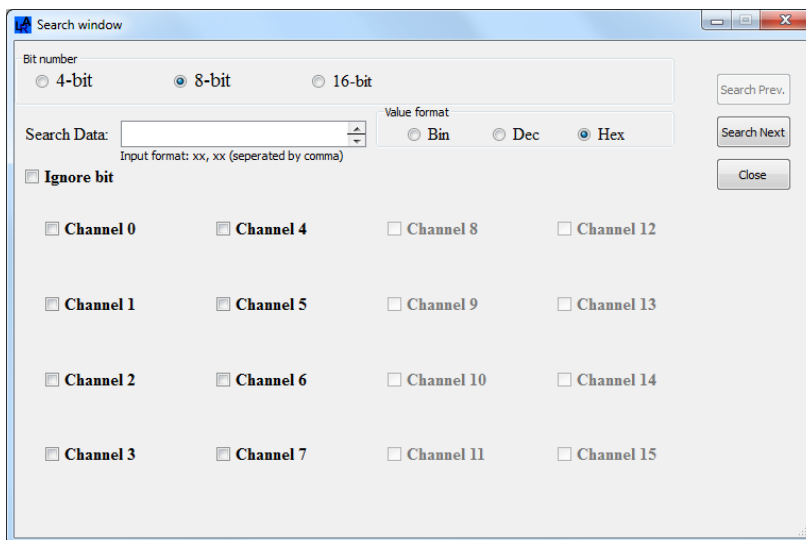 Search window
Bit number
4-bit 8-bit 16-bit
Search Prev.
Value format
Search Data: Bin Dec Hex Search Next
Input format: xx, xx (seperated by comma)
Ignore bit Close
Channel 0 Channel 4 Channel 8 Channel 12
Channel 1 Channel 5 Channel 9 Channel 13
Channel 2 Channel 6 Channel 10 Channel 14
Channel 3 Channel 7 Channel 11 Channel 15